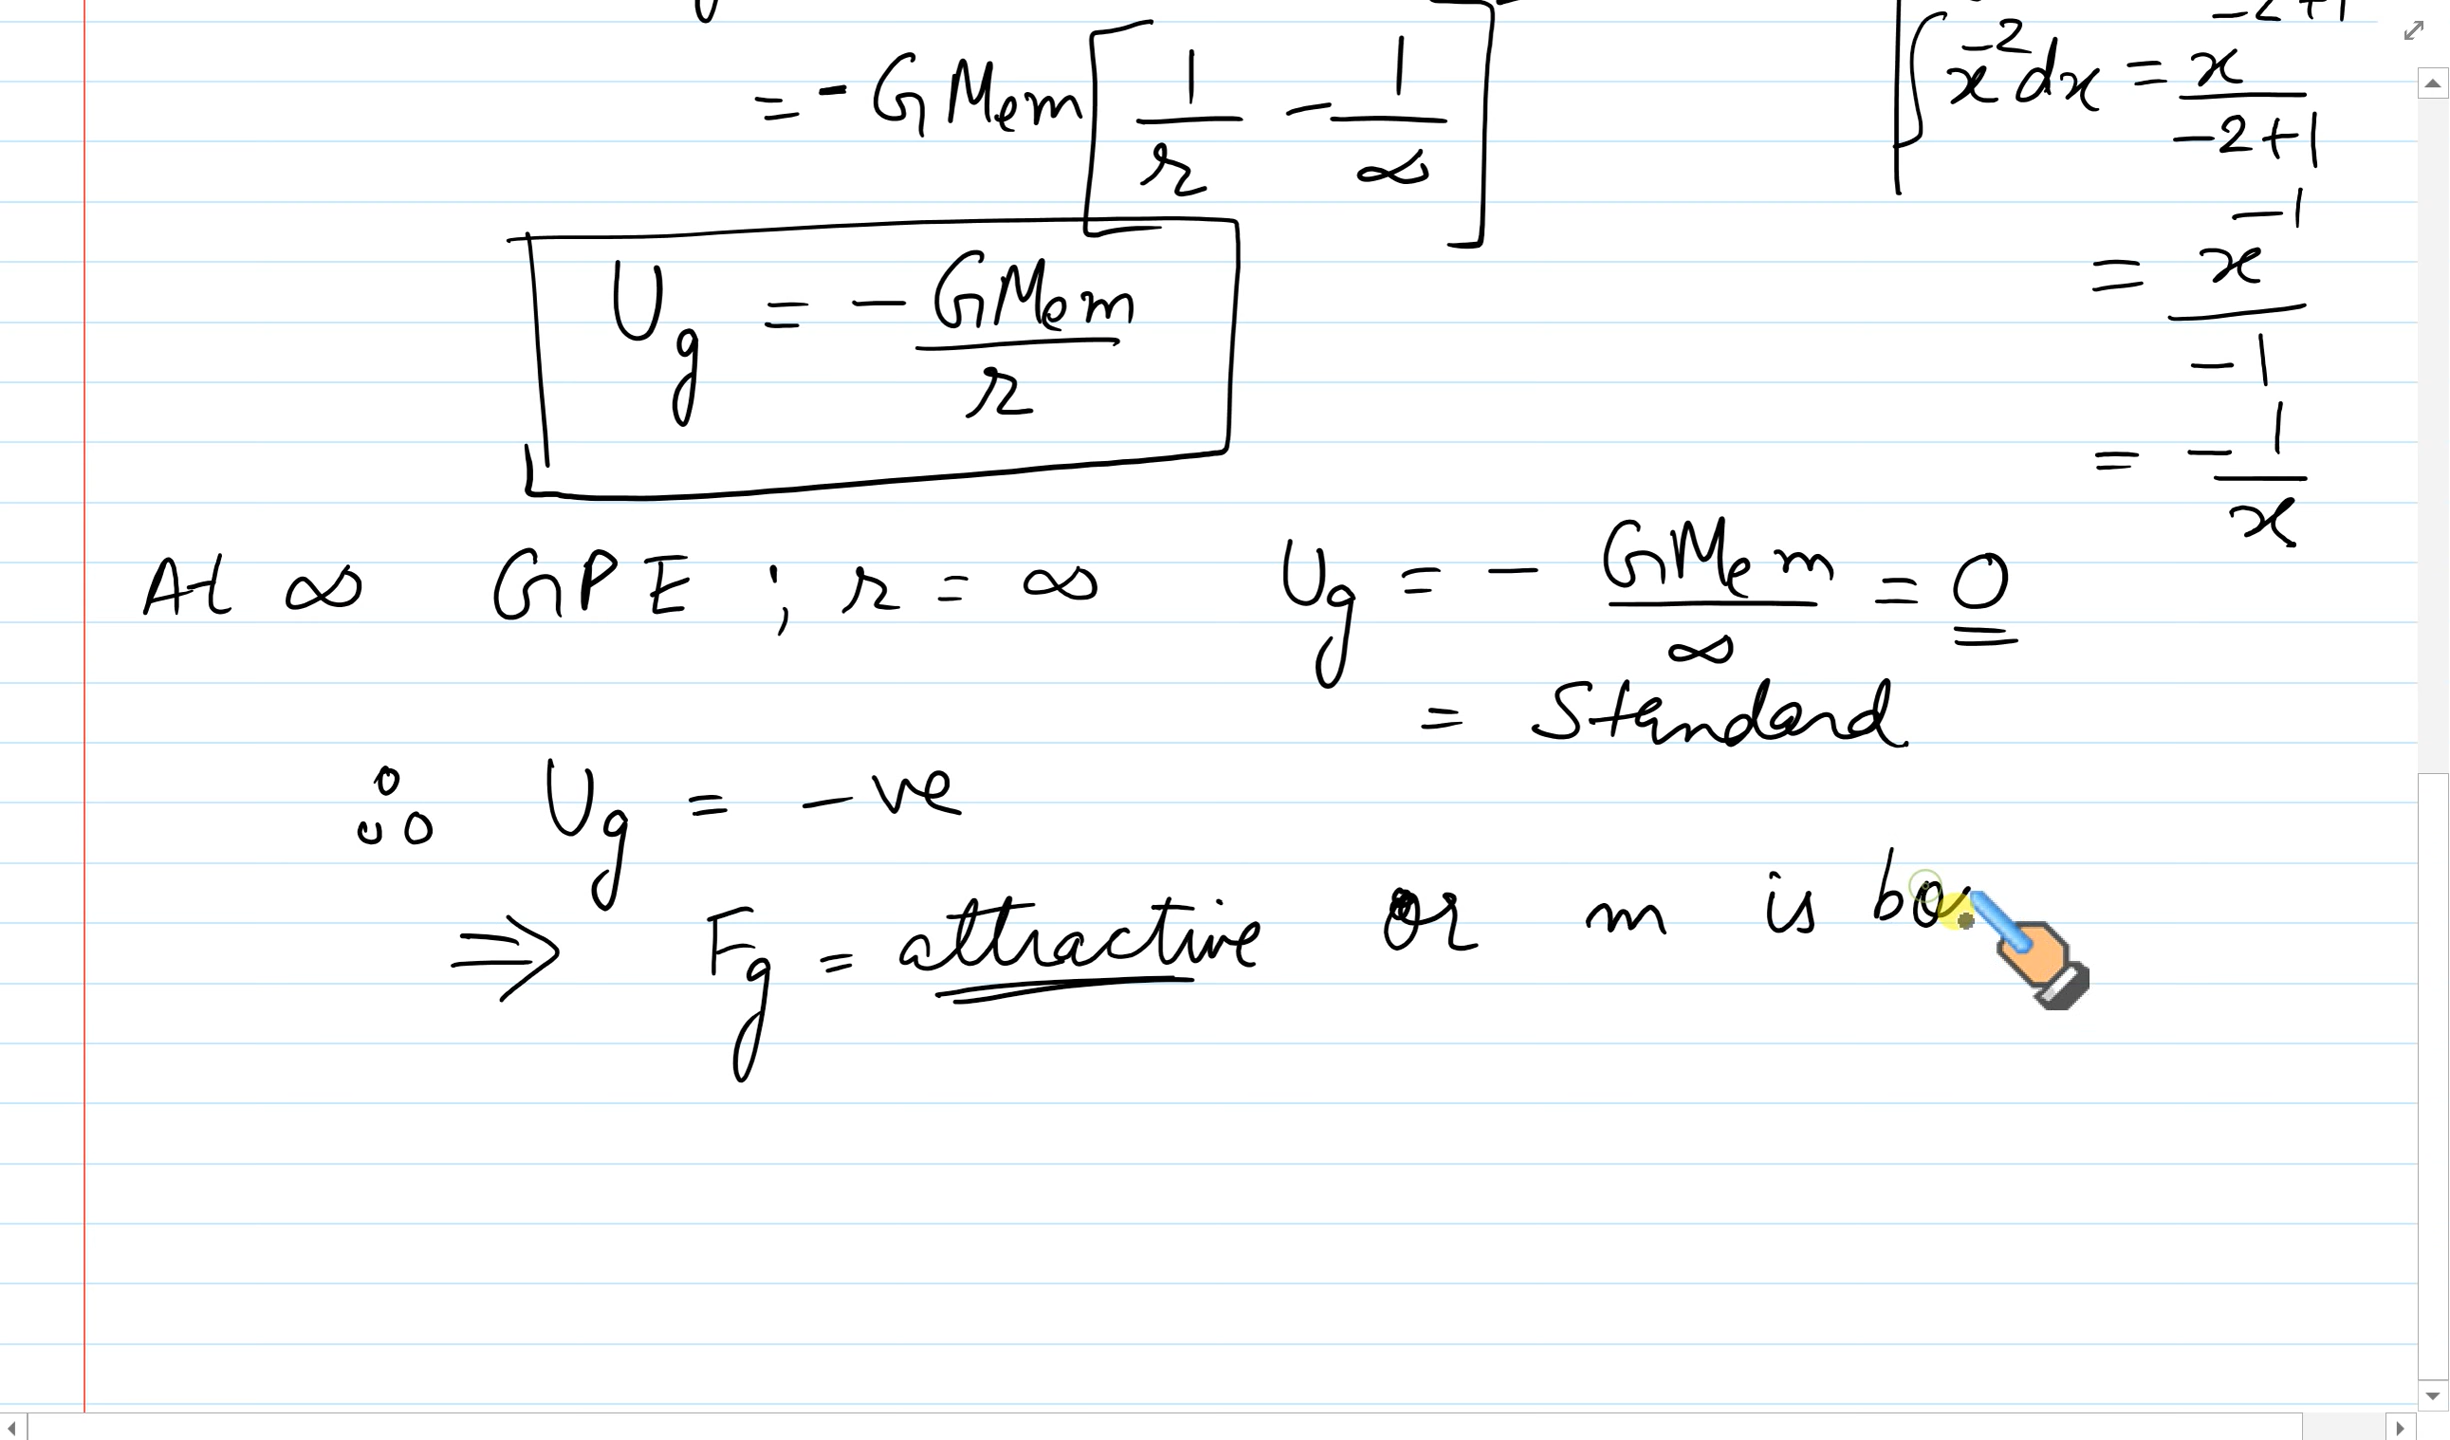 = - GMem [ 1/r - 1/∞ ]
Ug = - GMem/r
At ∞ GPE ; r = ∞ Ug = - GMem/∞ = 0
= Standard
∴ Ug = -ve
⇒ Fg = attractive or m is bou
-2+1
∫ x^-2 dx = x/-2+1
= x^-1/-1
= - 1/x